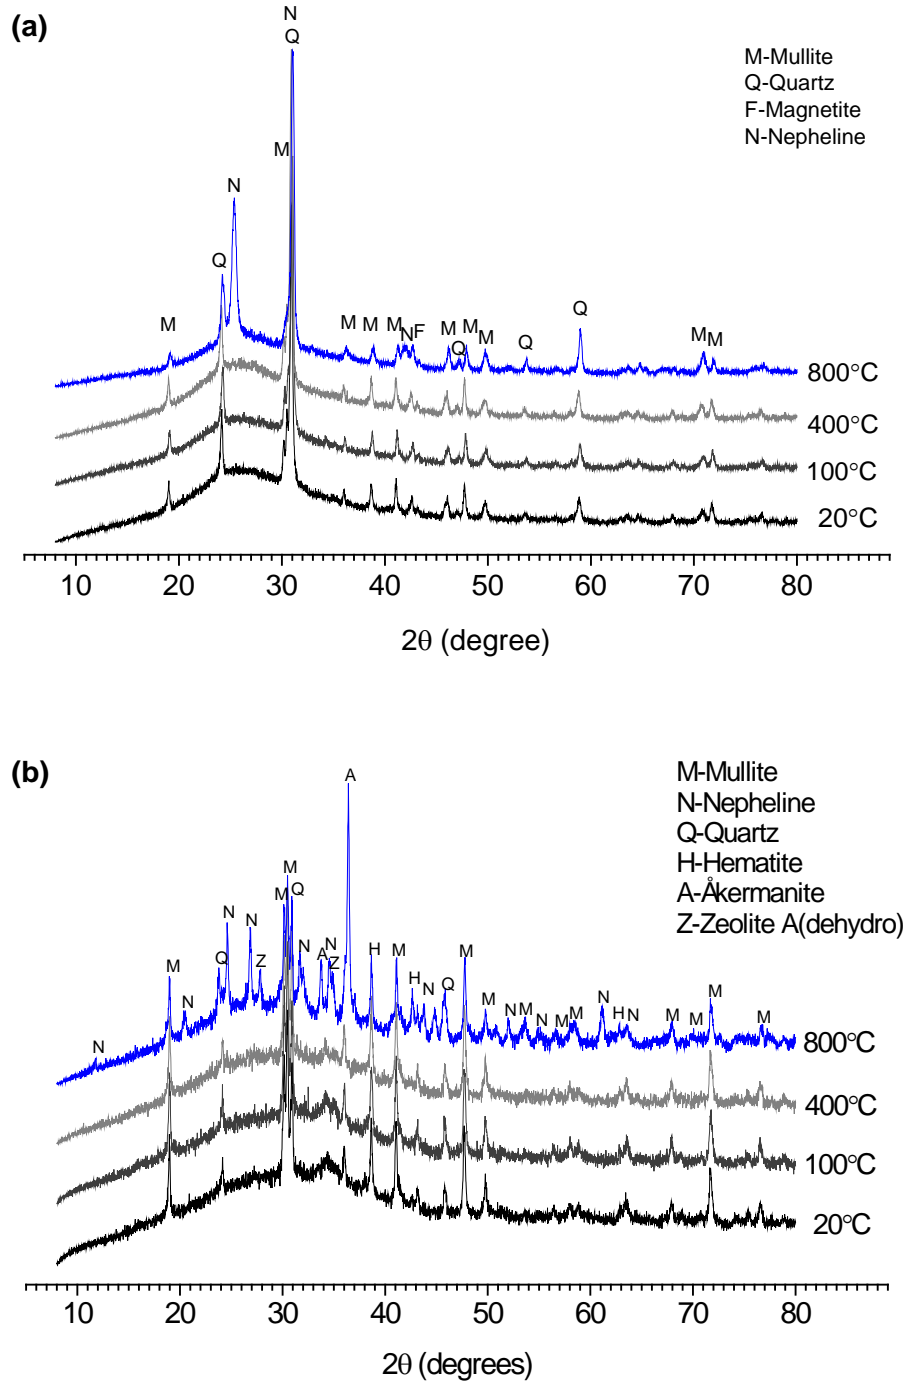 (a)
N
Q
M-Mullite
Q-Quartz
F-Magnetite
N-Nepheline
M
N
Q
M
M M M N F M Q M M Q Q M M
800°C
400°C
100°C
20°C
10 20 30 40 50 60 70 80
2θ (degree)
(b)
M-Mullite
N-Nepheline
Q-Quartz
H-Hematite
A-Åkermanite
Z-Zeolite A(dehydro)
A
M
M Q
N N
M Q Z N A N Z H M M
N H N Q M N M N M M N H N M M M
N
800°C
400°C
100°C
20°C
10 20 30 40 50 60 70 80
2θ (degrees)